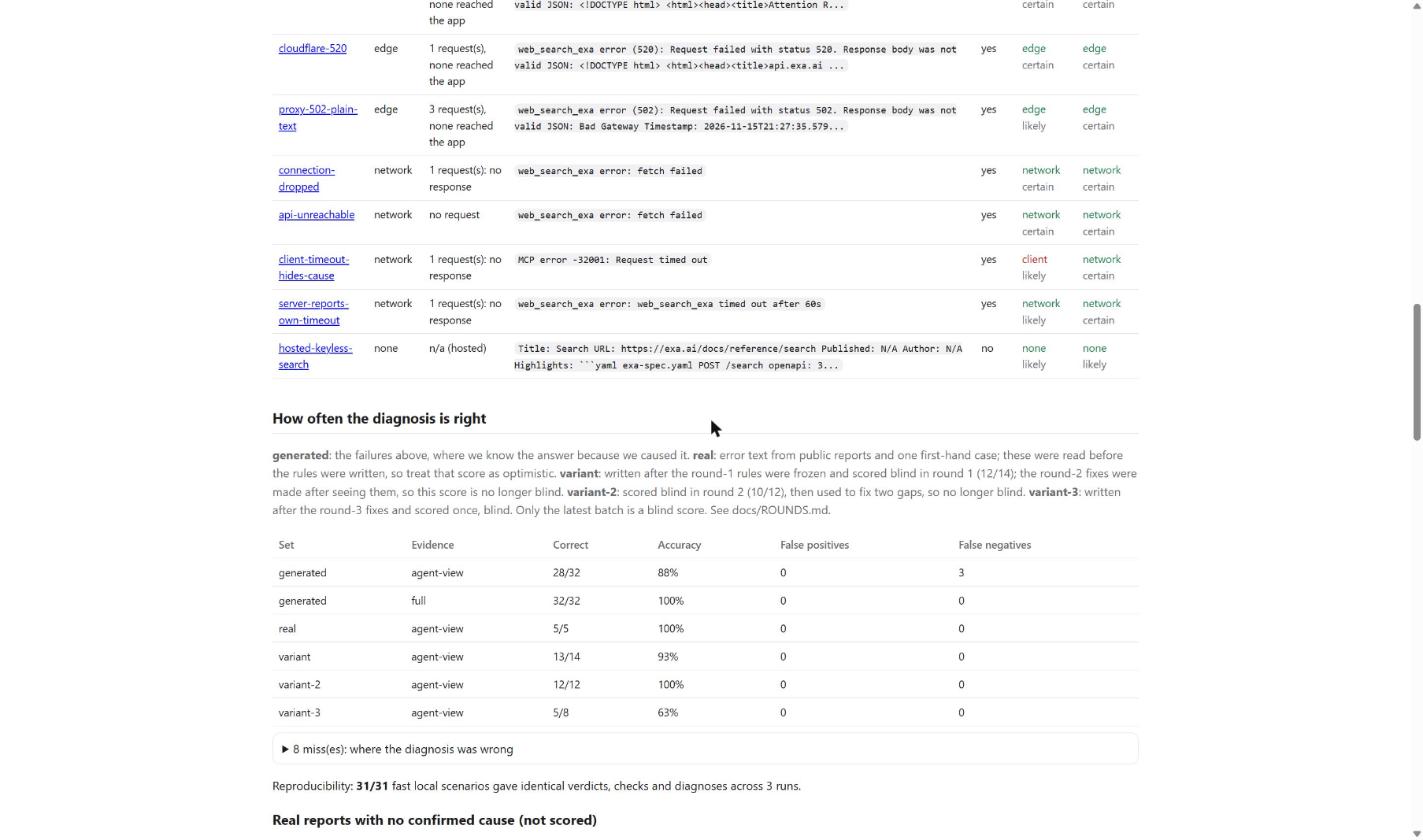 none reached valid JSON: <!DOCTYPE html> <html><head><title>Attention R... certain certain
the app
cloudflare-520 edge 1 request(s), web_search_exa error (520): Request failed with status 520. Response body was not yes edge edge
none reached valid JSON: <!DOCTYPE html> <html><head><title>api.exa.ai ... certain certain
the app
proxy-502-plain- edge 3 request(s), web_search_exa error (502): Request failed with status 502. Response body was not yes edge edge
text none reached valid JSON: Bad Gateway Timestamp: 2026-11-15T21:27:35.579... likely certain
the app
connection- network 1 request(s): no web_search_exa error: fetch failed yes network network
dropped response certain certain
api-unreachable network no request web_search_exa error: fetch failed yes network network
certain certain
client-timeout- network 1 request(s): no MCP error -32001: Request timed out yes client network
hides-cause response likely certain
server-reports- network 1 request(s): no web_search_exa error: web_search_exa timed out after 60s yes network network
own-timeout response likely certain
hosted-keyless- none n/a (hosted) Title: Search URL: https://exa.ai/docs/reference/search Published: N/A Author: N/A no none none
search Highlights: ```yaml exa-spec.yaml POST /search openapi: 3... likely likely
How often the diagnosis is right
generated: the failures above, where we know the answer because we caused it. real: error text from public reports and one first-hand case; these were read before
the rules were written, so treat that score as optimistic. variant: written after the round-1 rules were frozen and scored blind in round 1 (12/14); the round-2 fixes were
made after seeing them, so this score is no longer blind. variant-2: scored blind in round 2 (10/12), then used to fix two gaps, so no longer blind. variant-3: written
after the round-3 fixes and scored once, blind. Only the latest batch is a blind score. See docs/ROUNDS.md.
Set Evidence Correct Accuracy False positives False negatives
generated agent-view 28/32 88% 0 3
generated full 32/32 100% 0 0
real agent-view 5/5 100% 0 0
variant agent-view 13/14 93% 0 0
variant-2 agent-view 12/12 100% 0 0
variant-3 agent-view 5/8 63% 0 0
▶ 8 miss(es): where the diagnosis was wrong
Reproducibility: 31/31 fast local scenarios gave identical verdicts, checks and diagnoses across 3 runs.
Real reports with no confirmed cause (not scored)